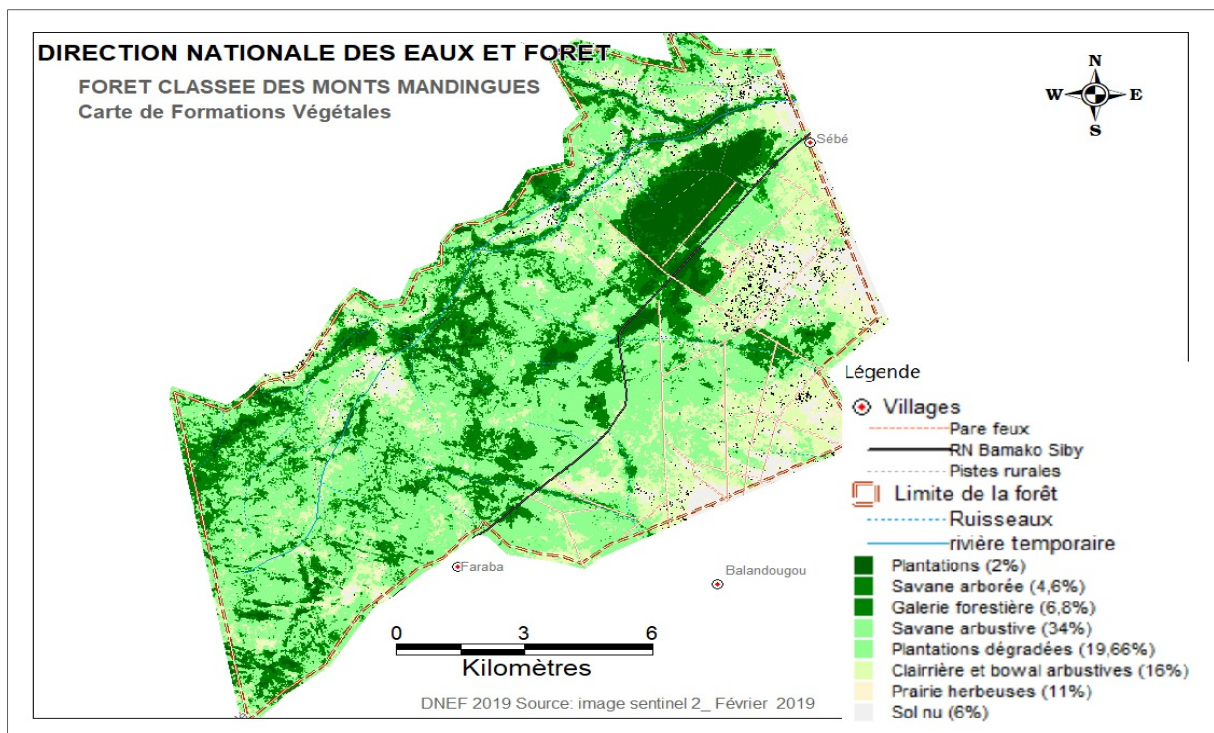 DIRECTION NATIONALE DES EAUX ET FORET
FORET CLASSEE DES MONTS MANDINGUES
Carte de Formations Végétales
N
W E
S
Sébé
Faraba
Balandougou
0 3 6
Kilomètres
DNEF 2019 Source: image sentinel 2_ Février 2019
Légende
Villages
Pare feux
RN Bamako Siby
Pistes rurales
Limite de la forêt
Ruisseaux
rivière temporaire
Plantations (2%)
Savane arborée (4,6%)
Galerie forestière (6,8%)
Savane arbustive (34%)
Plantations dégradées (19,66%)
Clairrière et bowal arbustives (16%)
Prairie herbeuses (11%)
Sol nu (6%)